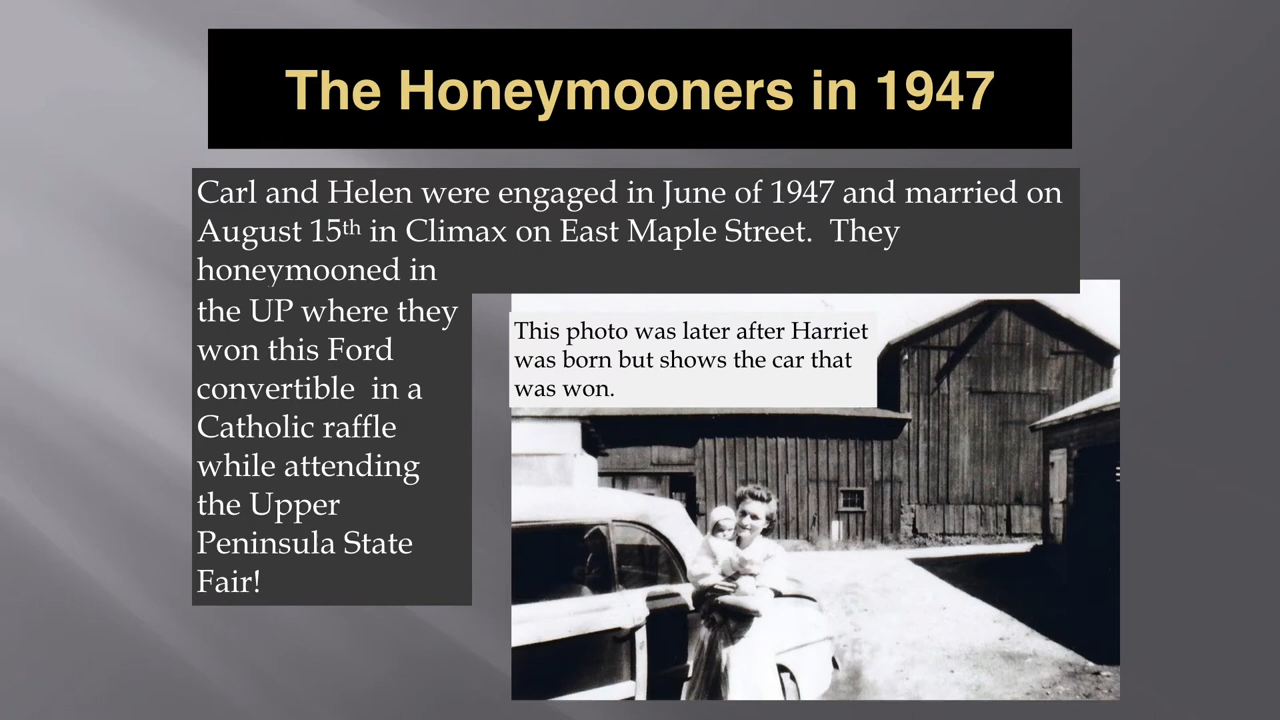 The Honeymooners in 1947
Carl and Helen were engaged in June of 1947 and married on
August 15th in Climax on East Maple Street.  They
honeymooned in
the UP where they
won this Ford
convertible  in a
Catholic raffle
while attending
the Upper
Peninsula State
Fair!
This photo was later after Harriet
was born but shows the car that
was won.